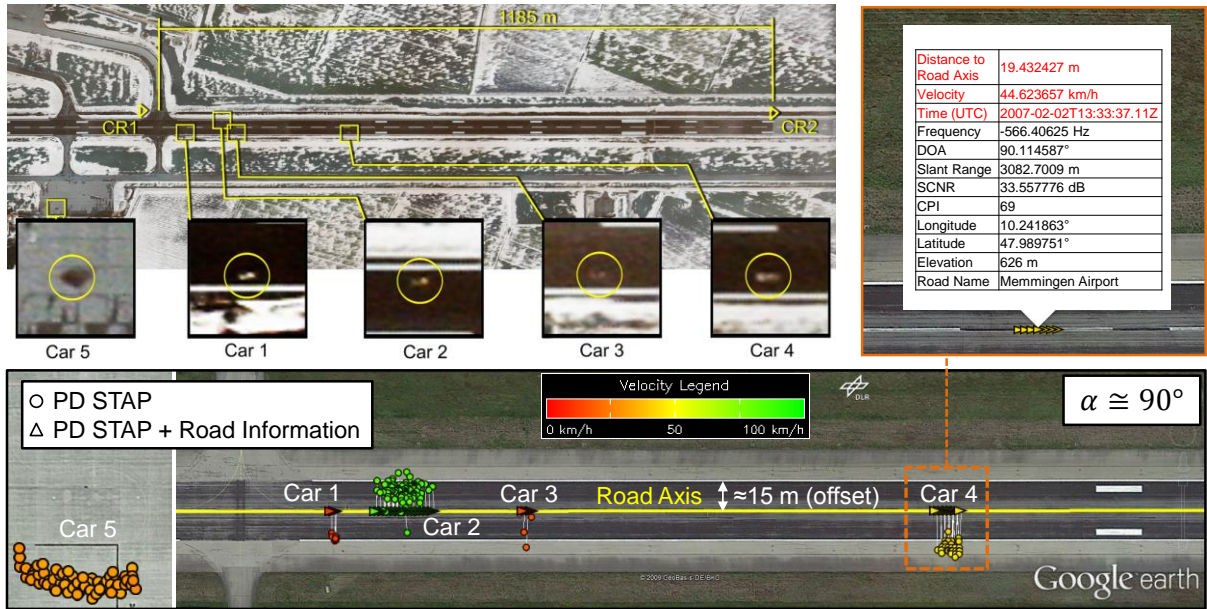 1185 m
CR1
CR2
Car 5
Car 1
Car 2
Car 3
Car 4
Distance to Road Axis 19.432427 m
Velocity 44.623657 km/h
Time (UTC) 2007-02-02T13:33:37.11Z
Frequency -566.40625 Hz
DOA 90.114587°
Slant Range 3082.7009 m
SCNR 33.557776 dB
CPI 69
Longitude 10.241863°
Latitude 47.989751°
Elevation 626 m
Road Name Memmingen Airport
○ PD STAP
△ PD STAP + Road Information
Velocity Legend
0 km/h 50 100 km/h
DLR
α ≅ 90°
Car 1
Car 2
Car 3
Road Axis
≈15 m (offset)
Car 4
Car 5
Google earth